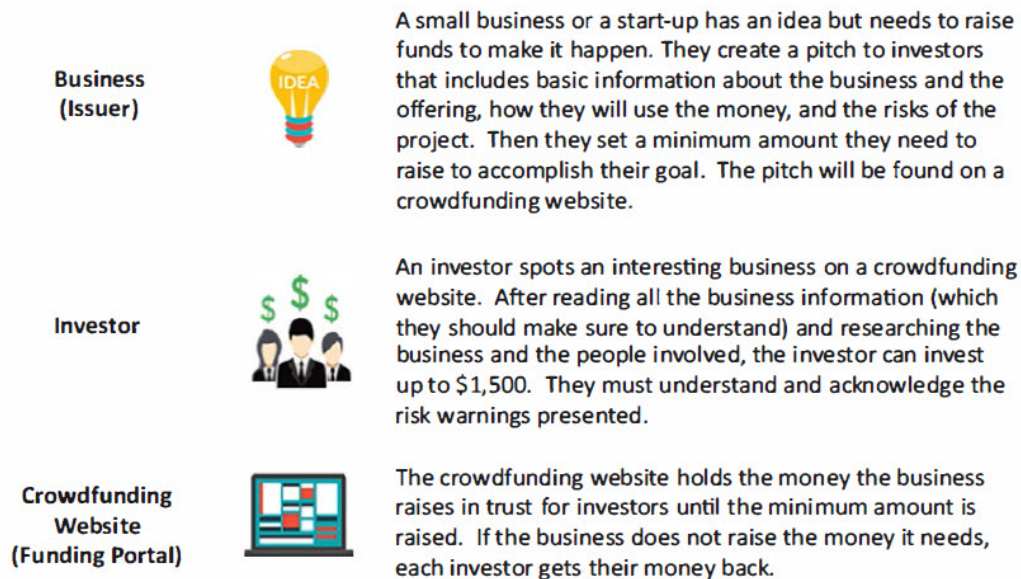 Business
(Issuer)
IDEA
A small business or a start-up has an idea but needs to raise
funds to make it happen. They create a pitch to investors
that includes basic information about the business and the
offering, how they will use the money, and the risks of the
project. Then they set a minimum amount they need to
raise to accomplish their goal. The pitch will be found on a
crowdfunding website.
Investor
$ $ $
An investor spots an interesting business on a crowdfunding
website. After reading all the business information (which
they should make sure to understand) and researching the
business and the people involved, the investor can invest
up to $1,500. They must understand and acknowledge the
risk warnings presented.
Crowdfunding
Website
(Funding Portal)
The crowdfunding website holds the money the business
raises in trust for investors until the minimum amount is
raised. If the business does not raise the money it needs,
each investor gets their money back.